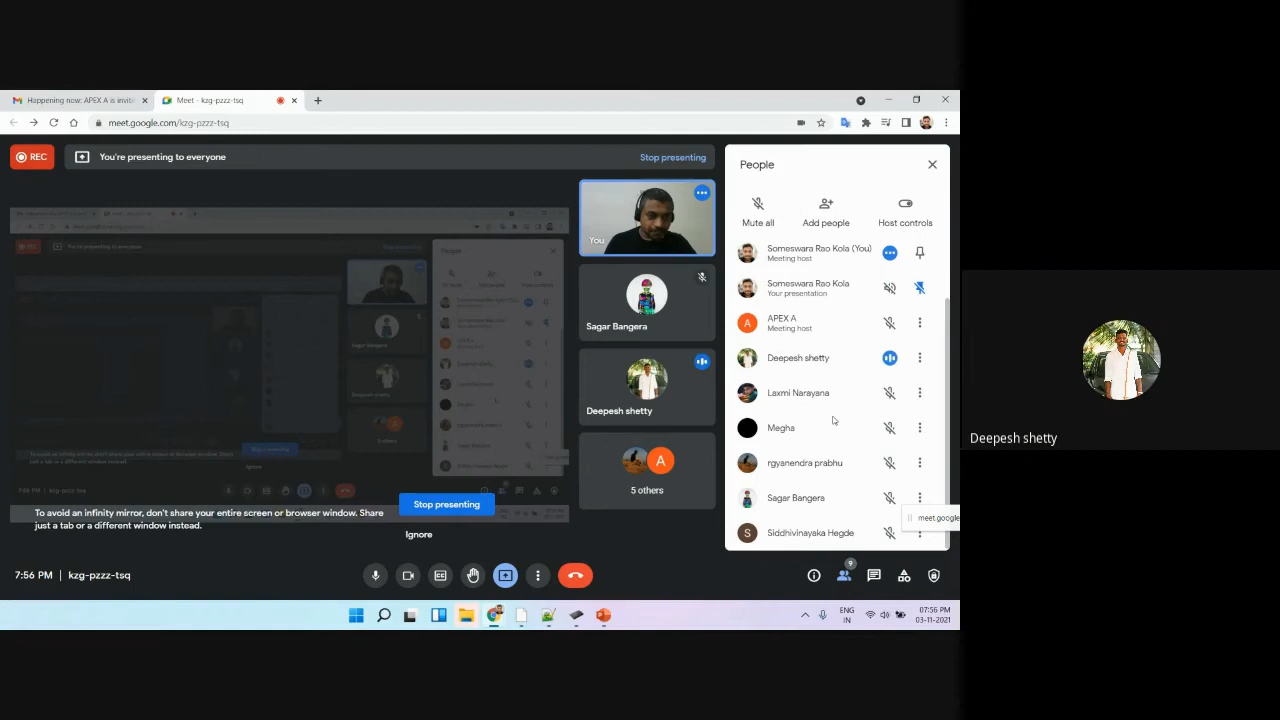 Happening now: APEX A is inviti
Meet - kzg-pzzz-tsq
meet.google.com/kzg-pzzz-tsq
REC
You're presenting to everyone
Stop presenting
You
Sagar Bangera
Deepesh shetty
A
5 others
To avoid an infinity mirror, don't share your entire screen or browser window. Share
just a tab or a different window instead.
Stop presenting
Ignore
People
Mute all
Add people
Host controls
Someswara Rao Kola (You)
Meeting host
Someswara Rao Kola
Your presentation
A
APEX A
Meeting host
Deepesh shetty
Laxmi Narayana
Megha
rgyanendra prabhu
Sagar Bangera
meet.google
S
Siddhivinayaka Hegde
7:56 PM
kzg-pzzz-tsq
9
ENG
IN
07:56 PM
03-11-2021
Deepesh shetty